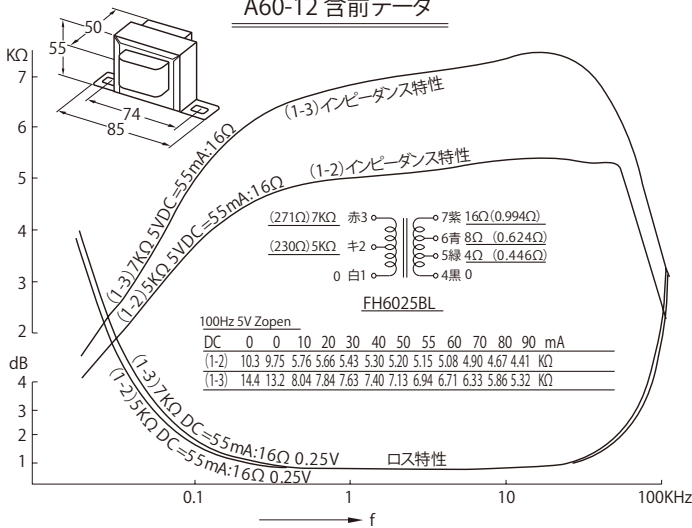 A60-12 含前データ
50
55
74
85
KΩ
7
6
5
4
3
2
dB
4
3
2
1
(1-3)インピーダンス特性
(1-2)インピーダンス特性
(1-3)7KΩ 5VDC=55mA:16Ω
(1-2)5KΩ 5VDC=55mA:16Ω
(271Ω)7KΩ 赤3
(230Ω)5KΩ キ2
0 白1
7紫 16Ω(0.994Ω)
6青 8Ω (0.624Ω)
5緑 4Ω (0.446Ω)
4黒 0
FH6025BL
100Hz 5V Zopen
DC 0 0 10 20 30 40 50 55 60 70 80 90 mA
(1-2) 10.3 9.75 5.76 5.66 5.43 5.30 5.20 5.15 5.08 4.90 4.67 4.41 KΩ
(1-3) 14.4 13.2 8.04 7.84 7.63 7.40 7.13 6.94 6.71 6.33 5.86 5.32 KΩ
(1-3)7KΩ DC=55mA:16Ω 0.25V
(1-2)5KΩ DC=55mA:16Ω 0.25V
ロス特性
0.1 1 10 100KHz
f